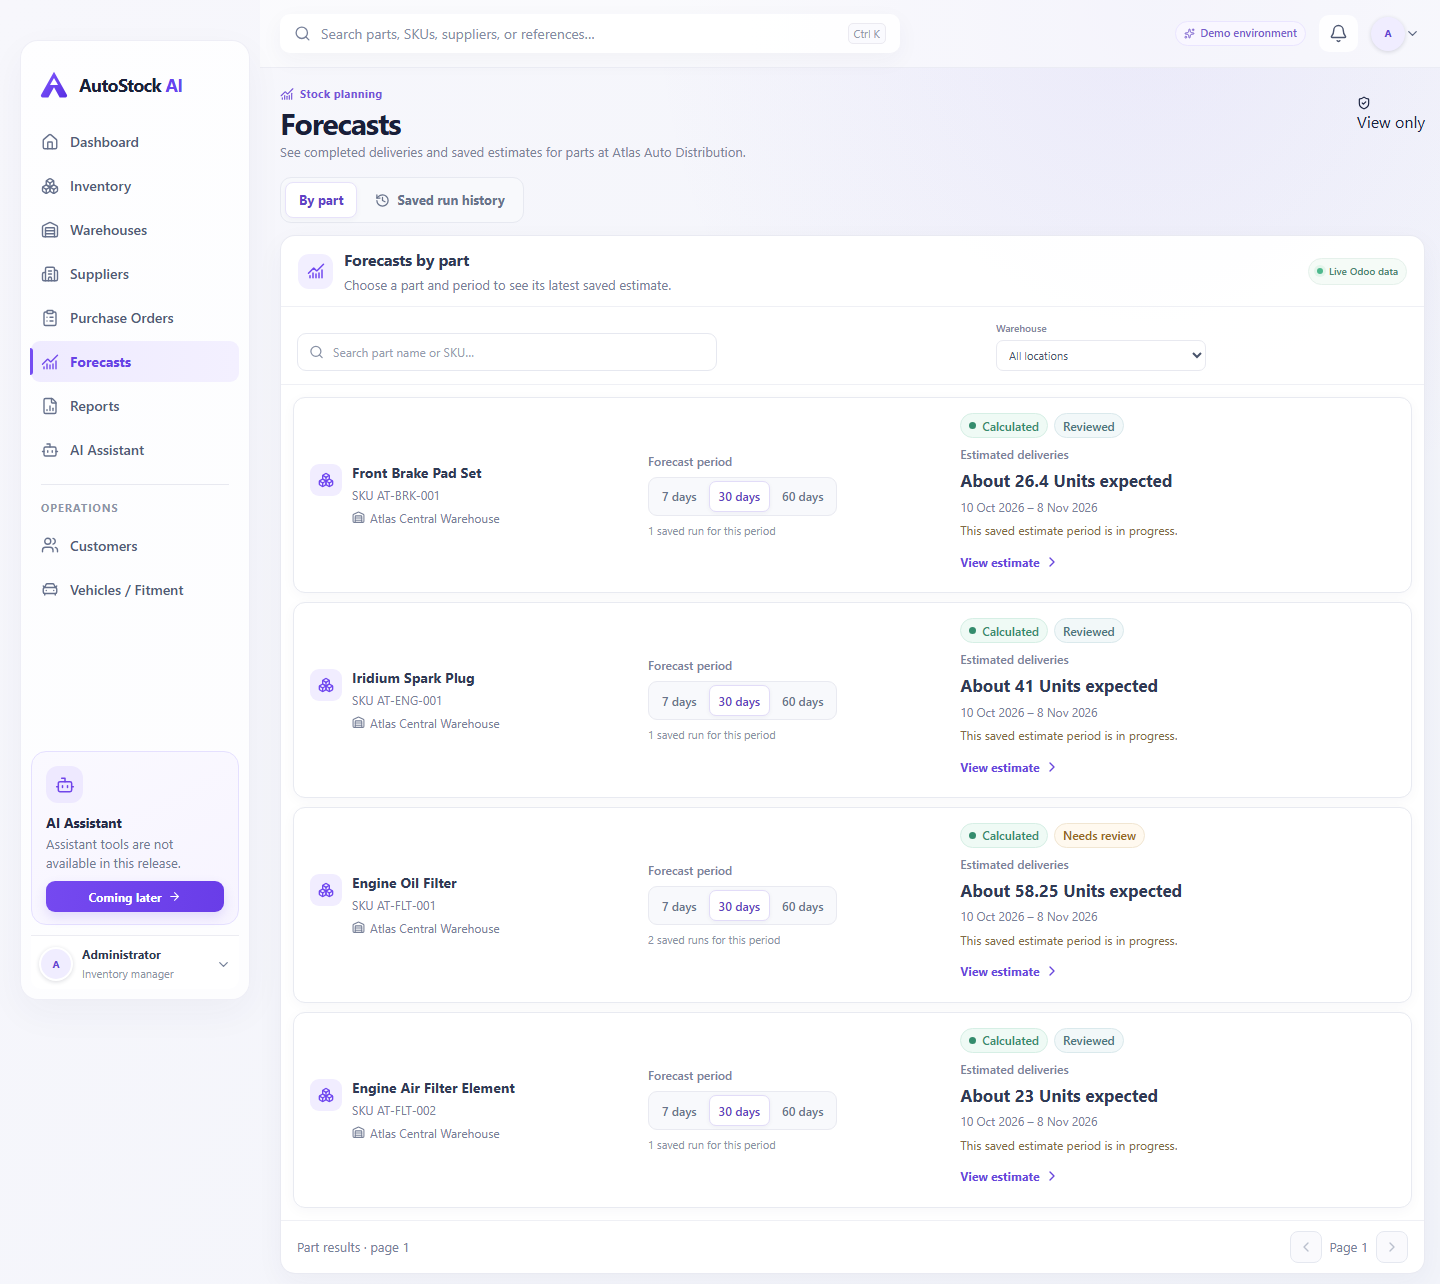 AutoStock AI
Dashboard
Inventory
Warehouses
Suppliers
Purchase Orders
Forecasts
Reports
AI Assistant
OPERATIONS
Customers
Vehicles / Fitment
AI Assistant
Assistant tools are not
available in this release.
Coming later
A
Administrator
Inventory manager
Search parts, SKUs, suppliers, or references...
Ctrl K
Demo environment
A
Stock planning
Forecasts
See completed deliveries and saved estimates for parts at Atlas Auto Distribution.
View only
By part
Saved run history
Forecasts by part
Choose a part and period to see its latest saved estimate.
Live Odoo data
Search part name or SKU...
Warehouse
All locations
Front Brake Pad Set
SKU AT-BRK-001
Atlas Central Warehouse
Forecast period
7 days 30 days 60 days
1 saved run for this period
Calculated Reviewed
Estimated deliveries
About 26.4 Units expected
10 Oct 2026 – 8 Nov 2026
This saved estimate period is in progress.
View estimate
Iridium Spark Plug
SKU AT-ENG-001
Atlas Central Warehouse
Forecast period
7 days 30 days 60 days
1 saved run for this period
Calculated Reviewed
Estimated deliveries
About 41 Units expected
10 Oct 2026 – 8 Nov 2026
This saved estimate period is in progress.
View estimate
Engine Oil Filter
SKU AT-FLT-001
Atlas Central Warehouse
Forecast period
7 days 30 days 60 days
2 saved runs for this period
Calculated Needs review
Estimated deliveries
About 58.25 Units expected
10 Oct 2026 – 8 Nov 2026
This saved estimate period is in progress.
View estimate
Engine Air Filter Element
SKU AT-FLT-002
Atlas Central Warehouse
Forecast period
7 days 30 days 60 days
1 saved run for this period
Calculated Reviewed
Estimated deliveries
About 23 Units expected
10 Oct 2026 – 8 Nov 2026
This saved estimate period is in progress.
View estimate
Part results · page 1
Page 1